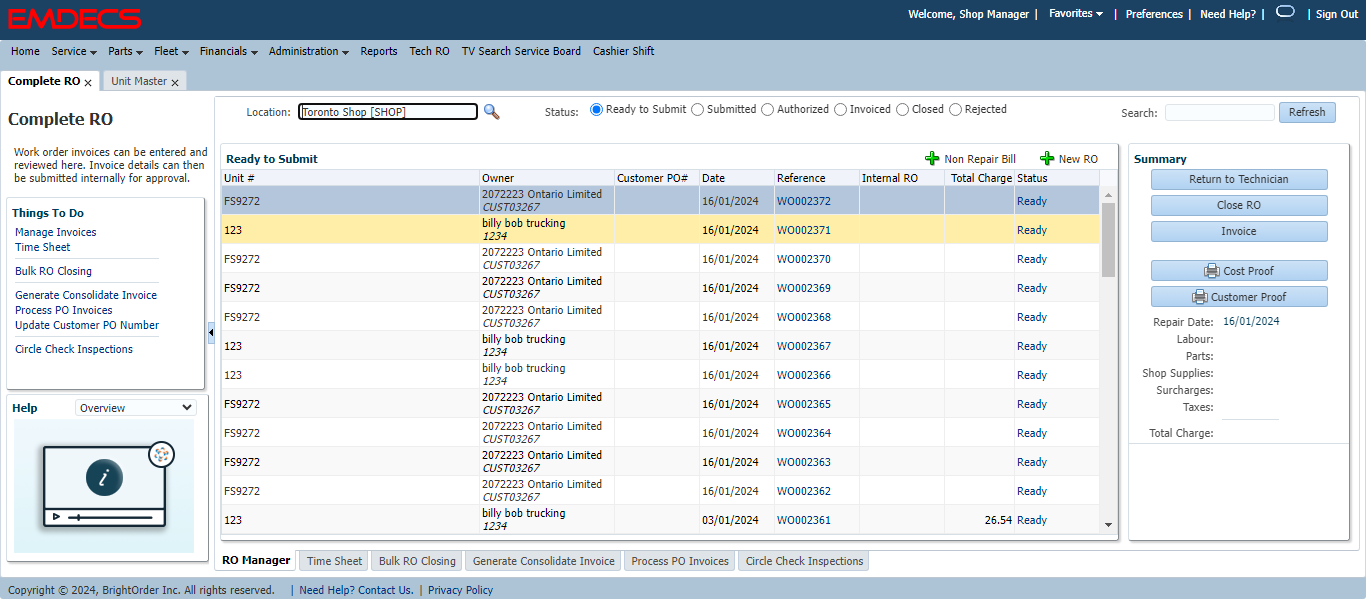 EMDECS
Welcome, Shop Manager | Favorites | Preferences | Need Help? | | Sign Out
Home Service Parts Fleet Financials Administration Reports Tech RO TV Search Service Board Cashier Shift
Complete RO x Unit Master x
Complete RO
Work order invoices can be entered and
reviewed here. Invoice details can then
be submitted internally for approval.
Things To Do
Manage Invoices
Time Sheet
Bulk RO Closing
Generate Consolidate Invoice
Process PO Invoices
Update Customer PO Number
Circle Check Inspections
Help Overview
i
Location: Toronto Shop [SHOP] Status: Ready to Submit Submitted Authorized Invoiced Closed Rejected Search: Refresh
Ready to Submit Non Repair Bill New RO
Unit # Owner Customer PO# Date Reference Internal RO Total Charge Status
FS9272 2072223 Ontario Limited CUST03267 16/01/2024 WO002372 Ready
123 billy bob trucking 1234 16/01/2024 WO002371 Ready
FS9272 2072223 Ontario Limited CUST03267 16/01/2024 WO002370 Ready
FS9272 2072223 Ontario Limited CUST03267 16/01/2024 WO002369 Ready
FS9272 2072223 Ontario Limited CUST03267 16/01/2024 WO002368 Ready
123 billy bob trucking 1234 16/01/2024 WO002367 Ready
123 billy bob trucking 1234 16/01/2024 WO002366 Ready
FS9272 2072223 Ontario Limited CUST03267 16/01/2024 WO002365 Ready
FS9272 2072223 Ontario Limited CUST03267 16/01/2024 WO002364 Ready
FS9272 2072223 Ontario Limited CUST03267 16/01/2024 WO002363 Ready
FS9272 2072223 Ontario Limited CUST03267 16/01/2024 WO002362 Ready
123 billy bob trucking 1234 03/01/2024 WO002361 26.54 Ready
Summary
Return to Technician
Close RO
Invoice
Cost Proof
Customer Proof
Repair Date: 16/01/2024
Labour:
Parts:
Shop Supplies:
Surcharges:
Taxes:
Total Charge:
RO Manager Time Sheet Bulk RO Closing Generate Consolidate Invoice Process PO Invoices Circle Check Inspections
Copyright © 2024, BrightOrder Inc. All rights reserved. | Need Help? Contact Us. | Privacy Policy